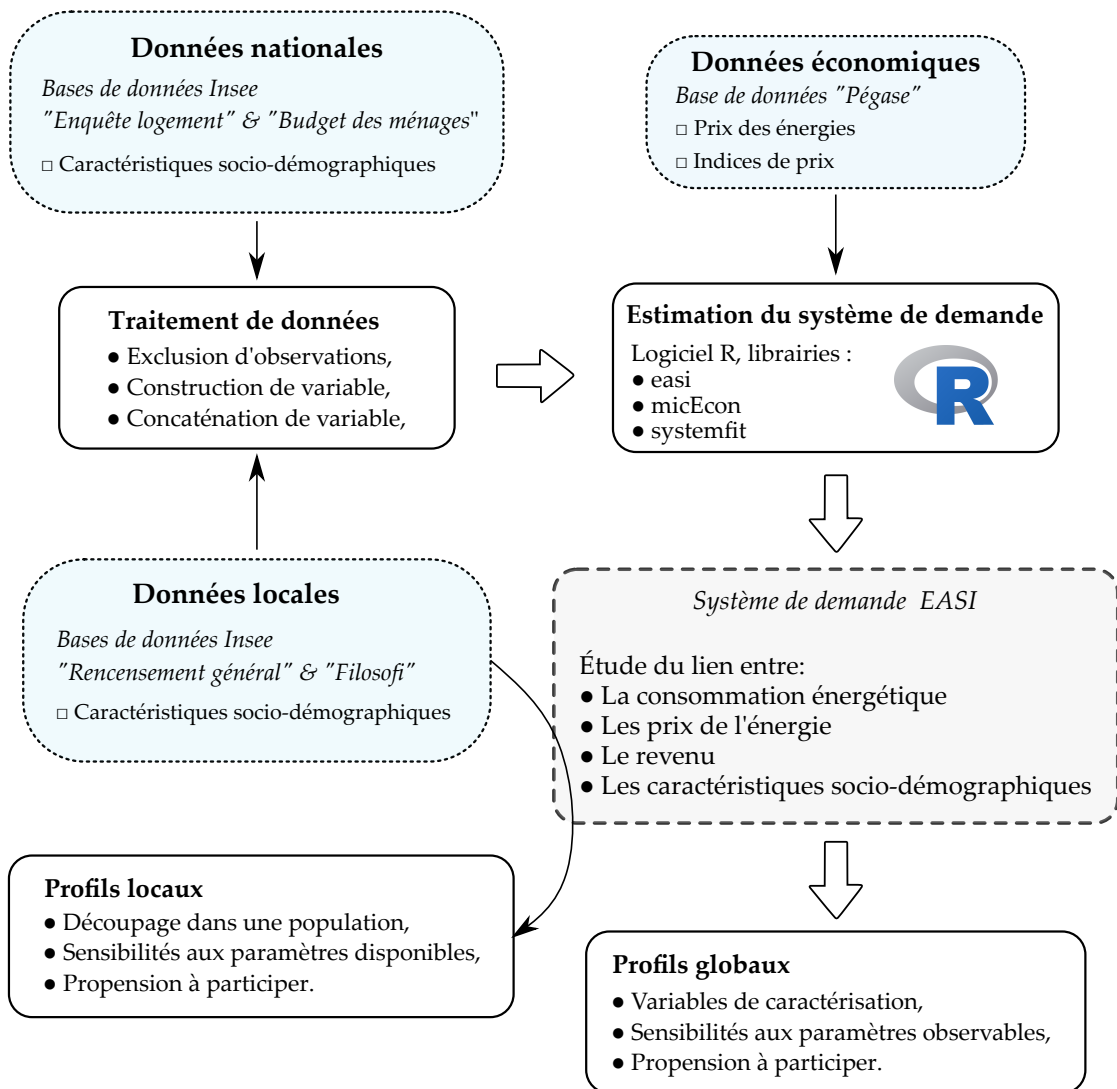 Données nationales
Bases de données Insee
"Enquête logement" & "Budget des ménages"
□ Caractéristiques socio-démographiques
Données économiques
Base de données "Pégase"
□ Prix des énergies
□ Indices de prix
Traitement de données
● Exclusion d'observations,
● Construction de variable,
● Concaténation de variable,
Estimation du système de demande
Logiciel R, librairies :
● easi
● micEcon
● systemfit
R
Données locales
Bases de données Insee
"Rencensement général" & "Filosofi"
□ Caractéristiques socio-démographiques
Système de demande EASI
Étude du lien entre:
● La consommation énergétique
● Les prix de l'énergie
● Le revenu
● Les caractéristiques socio-démographiques
Profils locaux
● Découpage dans une population,
● Sensibilités aux paramètres disponibles,
● Propension à participer.
Profils globaux
● Variables de caractérisation,
● Sensibilités aux paramètres observables,
● Propension à participer.